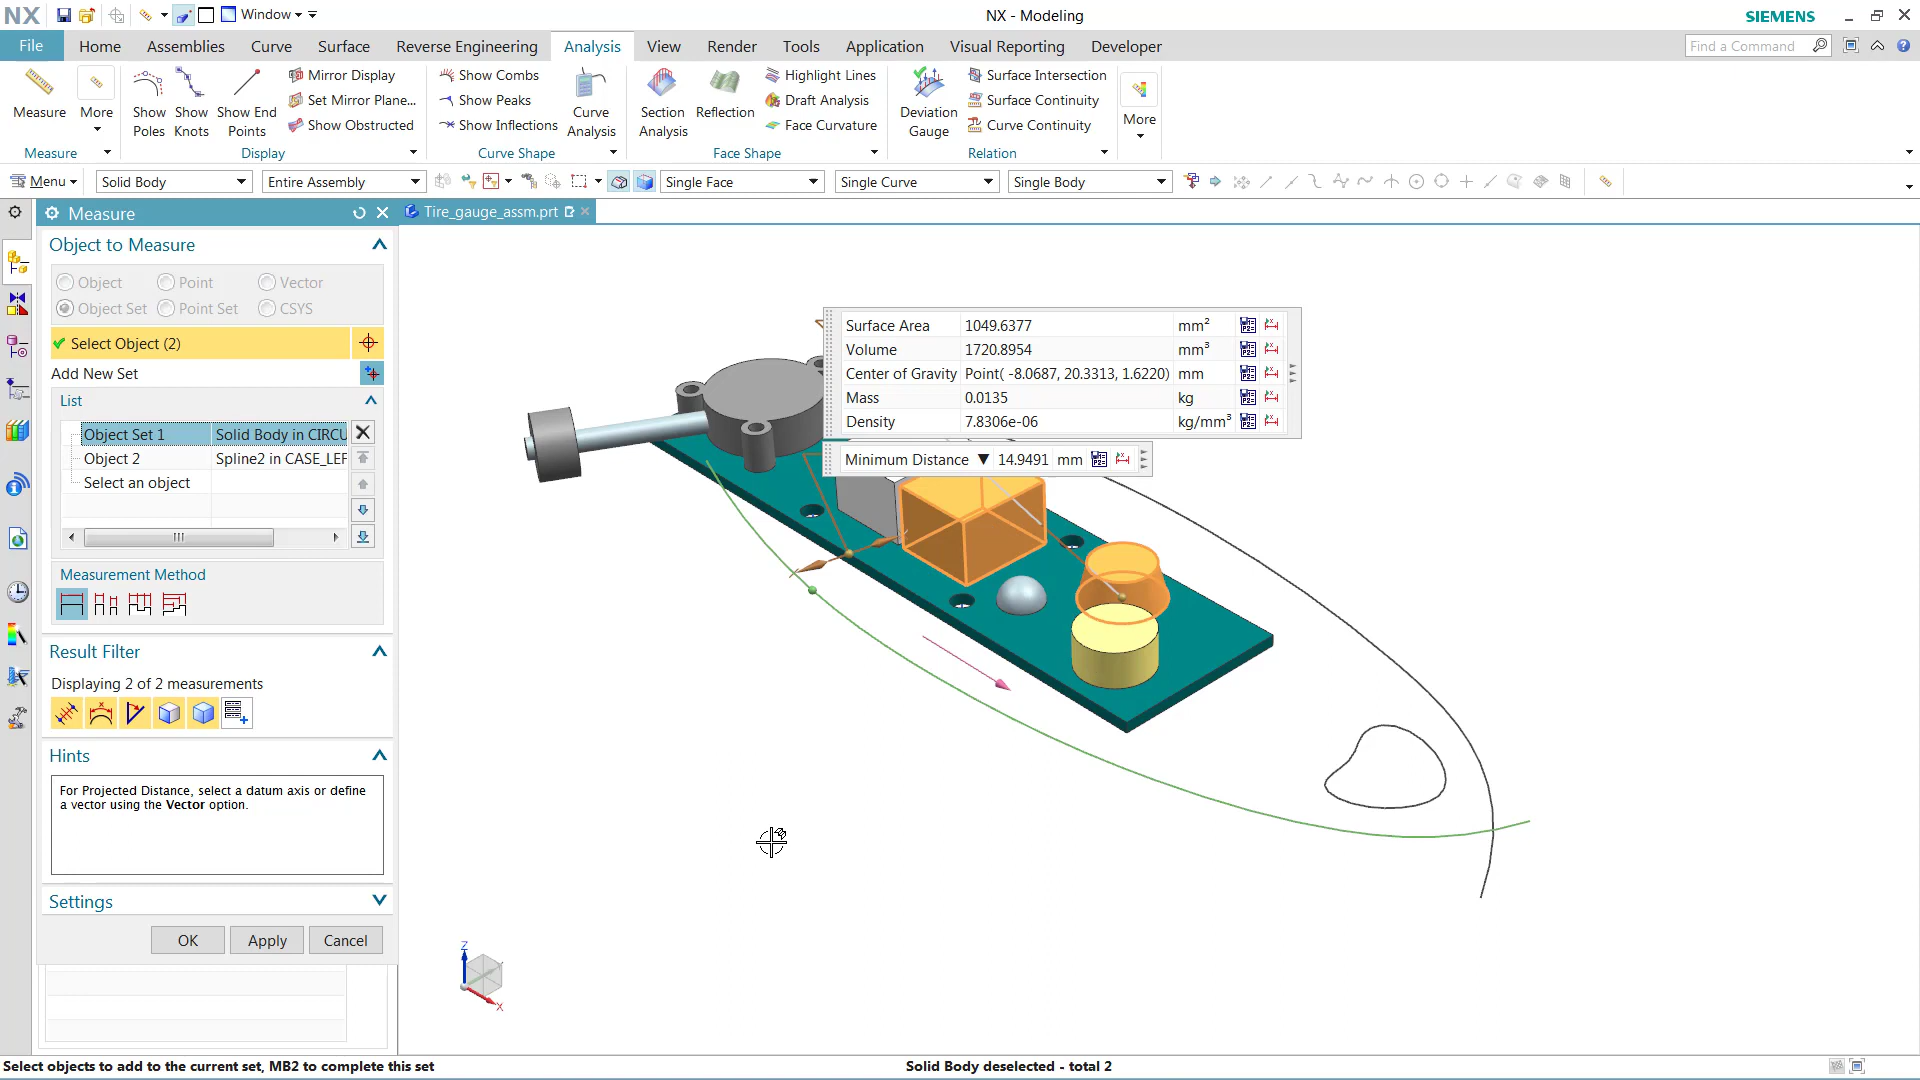 NX
Window
NX - Modeling
SIEMENS
File
Home
Assemblies
Curve
Surface
Reverse Engineering
Analysis
View
Render
Tools
Application
Visual Reporting
Developer
Find a Command
Measure
More
Show Poles
Show Knots
Show End Points
Mirror Display
Set Mirror Plane...
Show Obstructed
Show Combs
Show Peaks
Show Inflections
Curve Analysis
Section Analysis
Reflection
Highlight Lines
Draft Analysis
Face Curvature
Deviation Gauge
Surface Intersection
Surface Continuity
Curve Continuity
More
Measure
Display
Curve Shape
Face Shape
Relation
Menu
Solid Body
Entire Assembly
Single Face
Single Curve
Single Body
Measure
Tire_gauge_assm.prt
Object to Measure
Object
Point
Vector
Object Set
Point Set
CSYS
Select Object (2)
Add New Set
List
Object Set 1 Solid Body in CIRCU
Object 2 Spline2 in CASE_LEF
Select an object
Measurement Method
Result Filter
Displaying 2 of 2 measurements
Hints
For Projected Distance, select a datum axis or define
a vector using the Vector option.
Settings
OK
Apply
Cancel
Surface Area 1049.6377 mm²
Volume 1720.8954 mm³
Center of Gravity Point( -8.0687, 20.3313, 1.6220) mm
Mass 0.0135 kg
Density 7.8306e-06 kg/mm³
Minimum Distance 14.9491 mm
Z
X
Select objects to add to the current set, MB2 to complete this set
Solid Body deselected - total 2